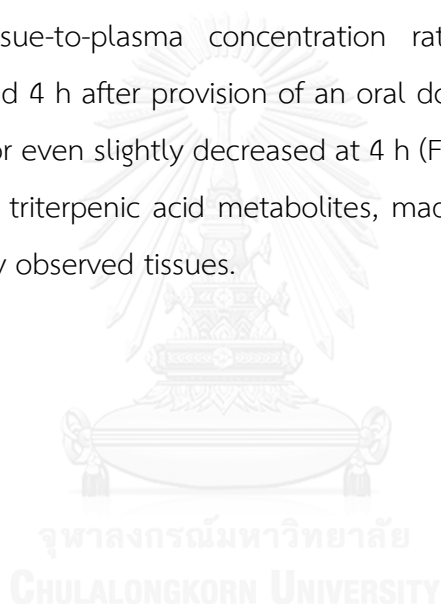 sue-to-plasma concentration rat
d 4 h after provision of an oral do
or even slightly decreased at 4 h (F
triterpenic acid metabolites, mac
y observed tissues.
จุฬาลงกรณ์มหาวิทยาลัย
CHULALONGKORN UNIVERSITY